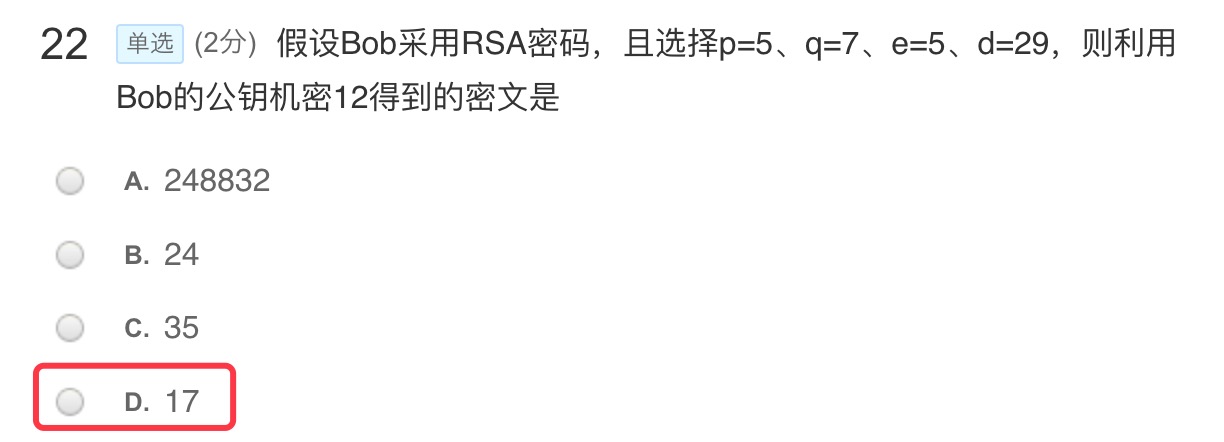 22 单选 (2分) 假设Bob采用RSA密码，且选择p=5、q=7、e=5、d=29，则利用
Bob的公钥机密12得到的密文是
A. 248832
B. 24
C. 35
D. 17